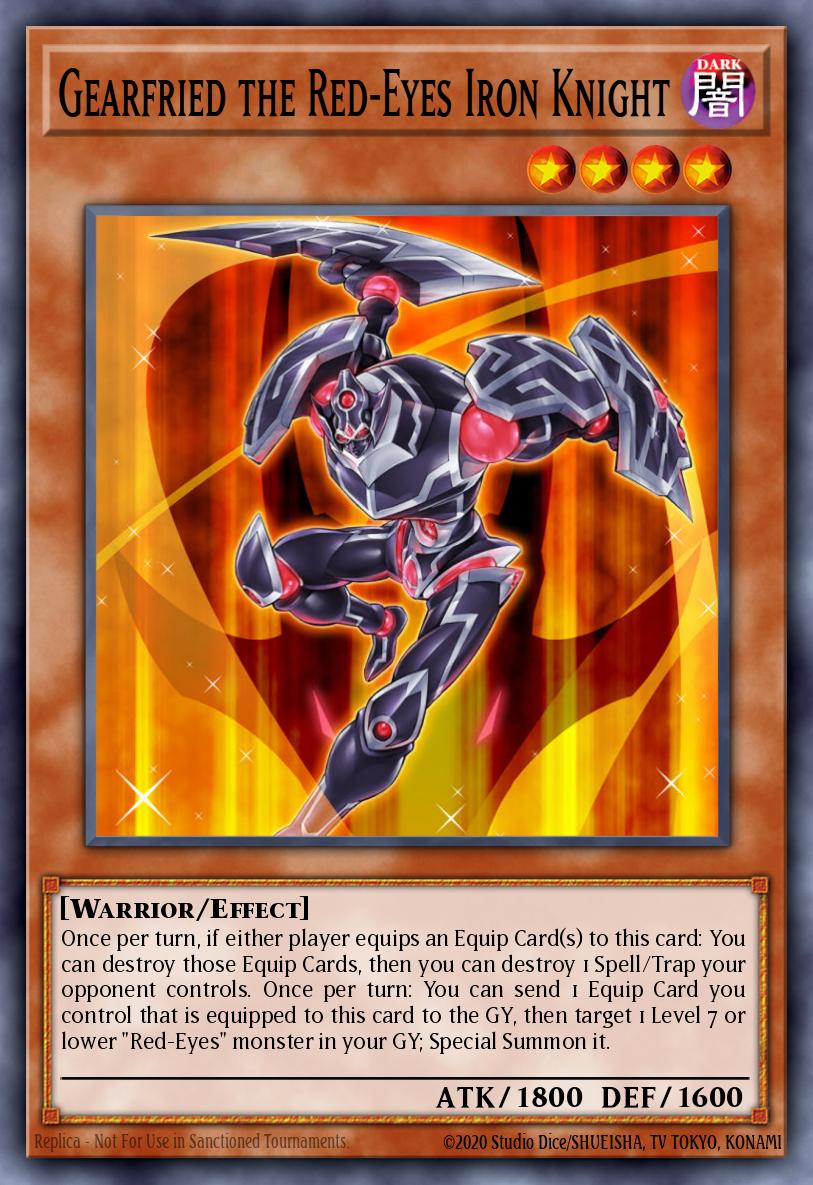 Gearfried the Red-Eyes Iron Knight
DARK
闇
[Warrior/Effect]
Once per turn, if either player equips an Equip Card(s) to this card: You
can destroy those Equip Cards, then you can destroy 1 Spell/Trap your
opponent controls. Once per turn: You can send 1 Equip Card you
control that is equipped to this card to the GY, then target 1 Level 7 or
lower "Red-Eyes" monster in your GY; Special Summon it.
ATK/1800 DEF/1600
Replica - Not For Use in Sanctioned Tournaments.
©2020 Studio Dice/SHUEISHA, TV TOKYO, KONAMI